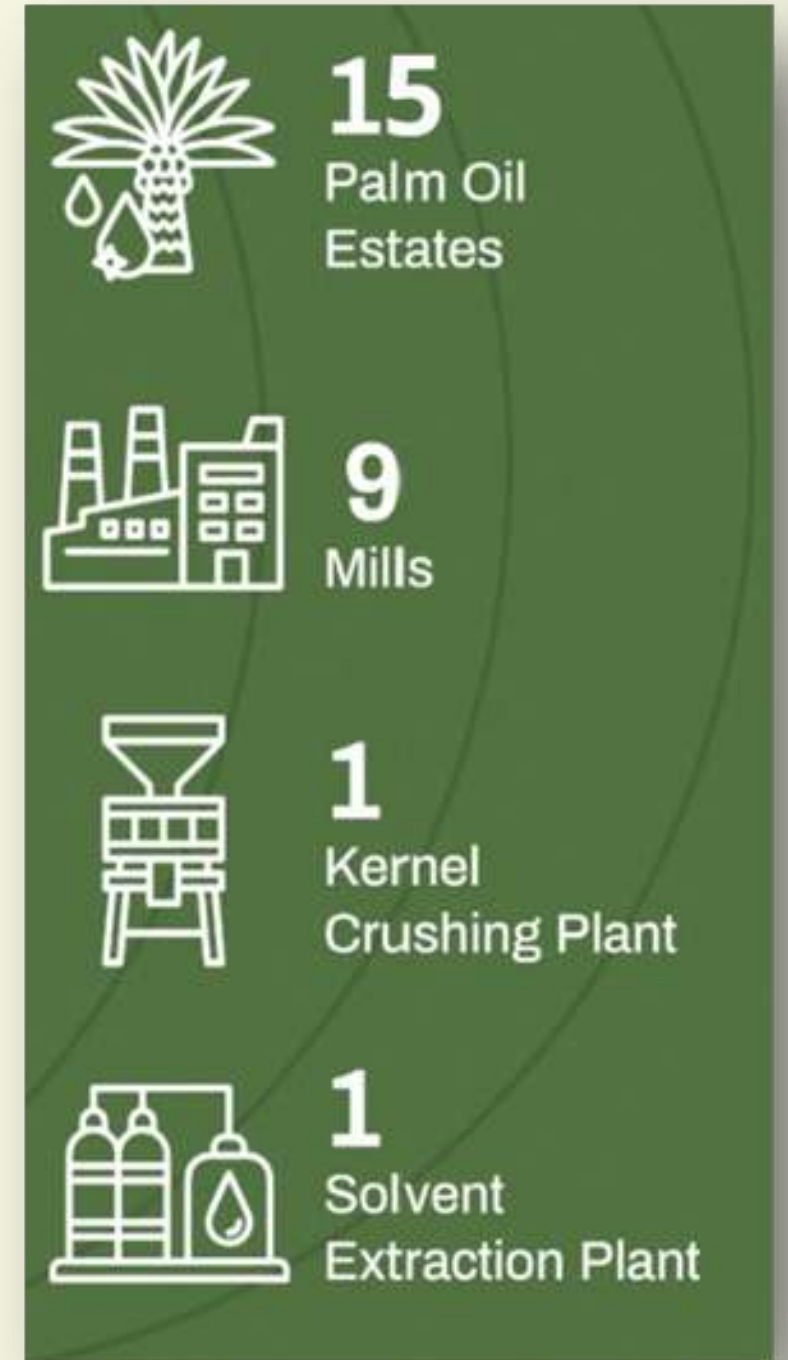 15
Palm Oil
Estates
9
Mills
1
Kernel
Crushing Plant
1
Solvent
Extraction Plant